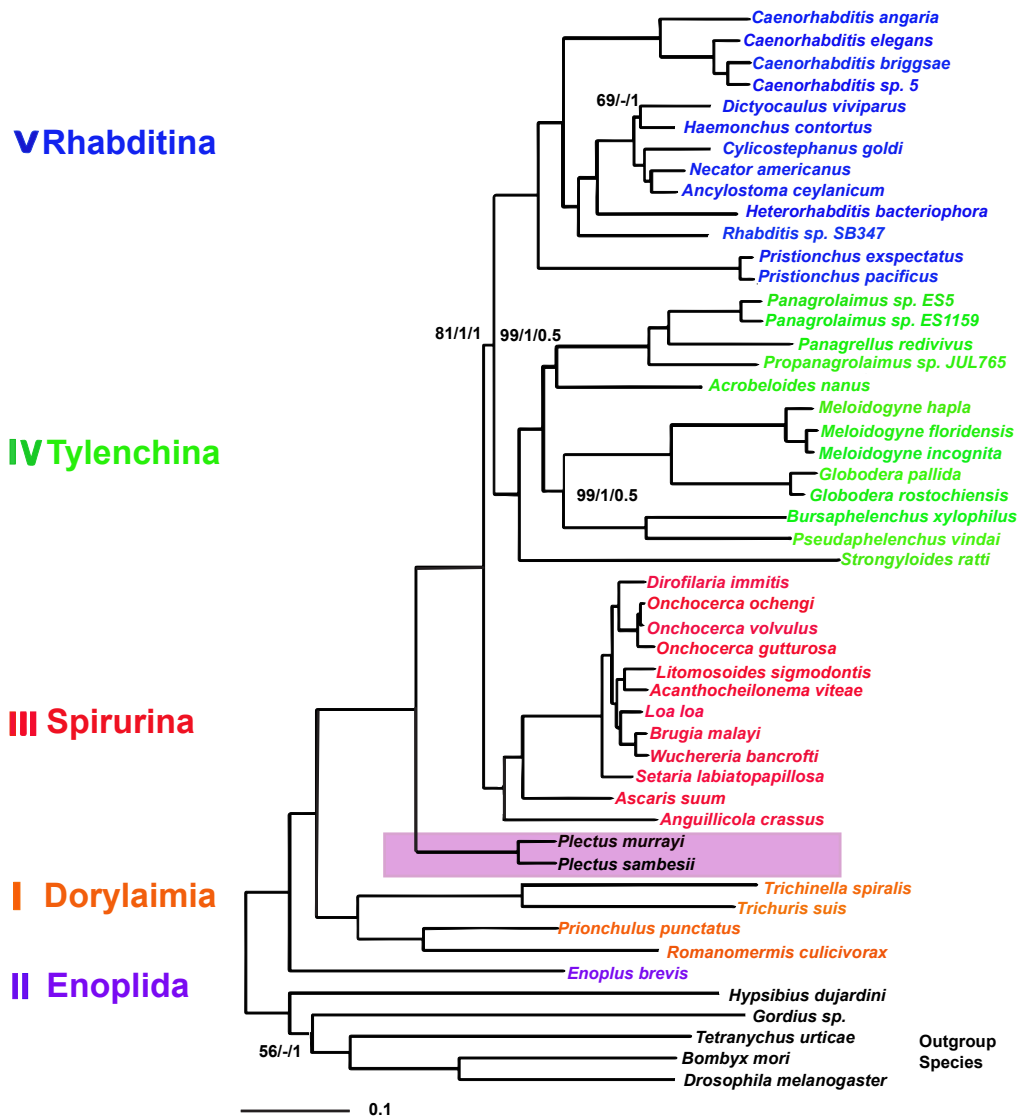 Caenorhabditis angaria
Caenorhabditis elegans
Caenorhabditis briggsae
Caenorhabditis sp. 5
69/-/1
Dictyocaulus viviparus
Haemonchus contortus
V Rhabditina
Cylicostephanus goldi
Necator americanus
Ancylostoma ceylanicum
Heterorhabditis bacteriophora
Rhabditis sp. SB347
Pristionchus exspectatus
Pristionchus pacificus
Panagrolaimus sp. ES5
Panagrolaimus sp. ES1159
81/1/1
99/1/0.5
Panagrellus redivivus
Propanagrolaimus sp. JUL765
Acrobeloides nanus
Meloidogyne hapla
Meloidogyne floridensis
IV Tylenchina
Meloidogyne incognita
Globodera pallida
99/1/0.5
Globodera rostochiensis
Bursaphelenchus xylophilus
Pseudaphelenchus vindai
Strongyloides ratti
Dirofilaria immitis
Onchocerca ochengi
Onchocerca volvulus
Onchocerca gutturosa
Litomosoides sigmodontis
Acanthocheilonema viteae
Loa loa
III Spirurina
Brugia malayi
Wuchereria bancrofti
Setaria labiatopapillosa
Ascaris suum
Anguillicola crassus
Plectus murrayi
Plectus sambesii
I Dorylaimia
Trichinella spiralis
Trichuris suis
Prionchulus punctatus
Romanomermis culicivorax
II Enoplida
Enoplus brevis
Hypsibius dujardini
Gordius sp.
56/-/1
Tetranychus urticae
Bombyx mori
Drosophila melanogaster
Outgroup
Species
0.1